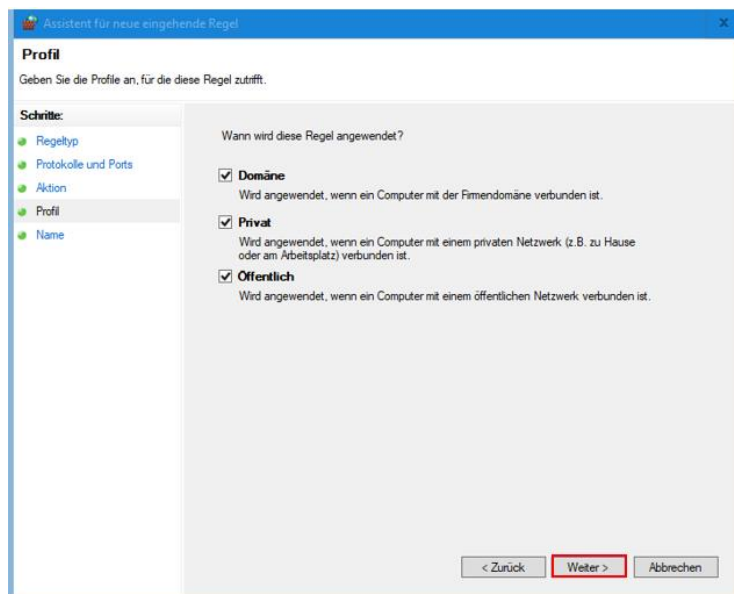 Assistent für neue eingehende Regel
x
Profil
Geben Sie die Profile an, für die diese Regel zutrifft.
Schritte:
Regeltyp
Protokolle und Ports
Aktion
Profil
Name
Wann wird diese Regel angewendet?
Domäne
Wird angewendet, wenn ein Computer mit der Firmendomäne verbunden ist.
Privat
Wird angewendet, wenn ein Computer mit einem privaten Netzwerk (z.B. zu Hause
oder am Arbeitsplatz) verbunden ist.
Öffentlich
Wird angewendet, wenn ein Computer mit einem öffentlichen Netzwerk verbunden ist.
< Zurück
Weiter >
Abbrechen